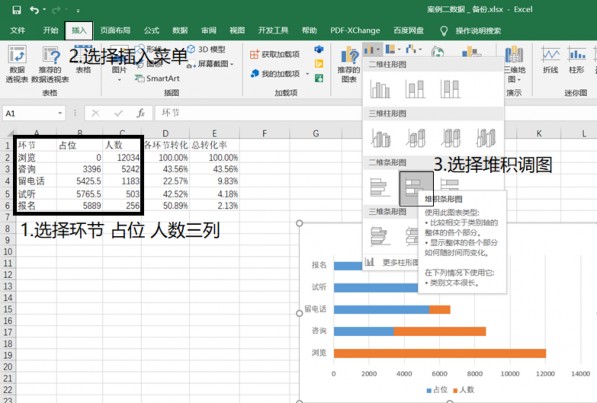 案例二数据 _备份.xlsx - Excel
文件 开始 插入 页面布局 公式 数据 审阅 视图 开发工具 帮助 PDF-XChange 百度网盘 操作说明搜索
2.选择插入菜单
数据透视表 推荐的数据透视表 表格
表格
形状
图标
SmartArt
3D 模型
屏幕截图
获取加载项
我的加载项
加载项
推荐的图表
三维地图
演示
折线 柱形
迷你图
二维柱形图
三维柱形图
二维条形图
3.选择堆积调图
三维条形图
更多柱形图
堆积条形图
使用此图表类型:
• 比较相交于类别轴的整体的各个部分。
• 显示整体的各个部分如何随时间而变化。
在下列情况下使用它:
• 类别文本很长。
A1 环节
A B C D E F G K L
1 环节 占位 人数 各环节转化 总转化率
2 浏览 0 12034 100.00% 100.00%
3 咨询 3396 5242 43.56% 43.56%
4 留电话 5425.5 1183 22.57% 9.83%
5 试听 5765.5 503 42.52% 4.18%
6 报名 5889 256 50.89% 2.13%
1.选择环节 占位 人数三列
报名
试听
留电话
咨询
浏览
0 2000 4000 6000 8000 10000 12000 14000
占位 人数